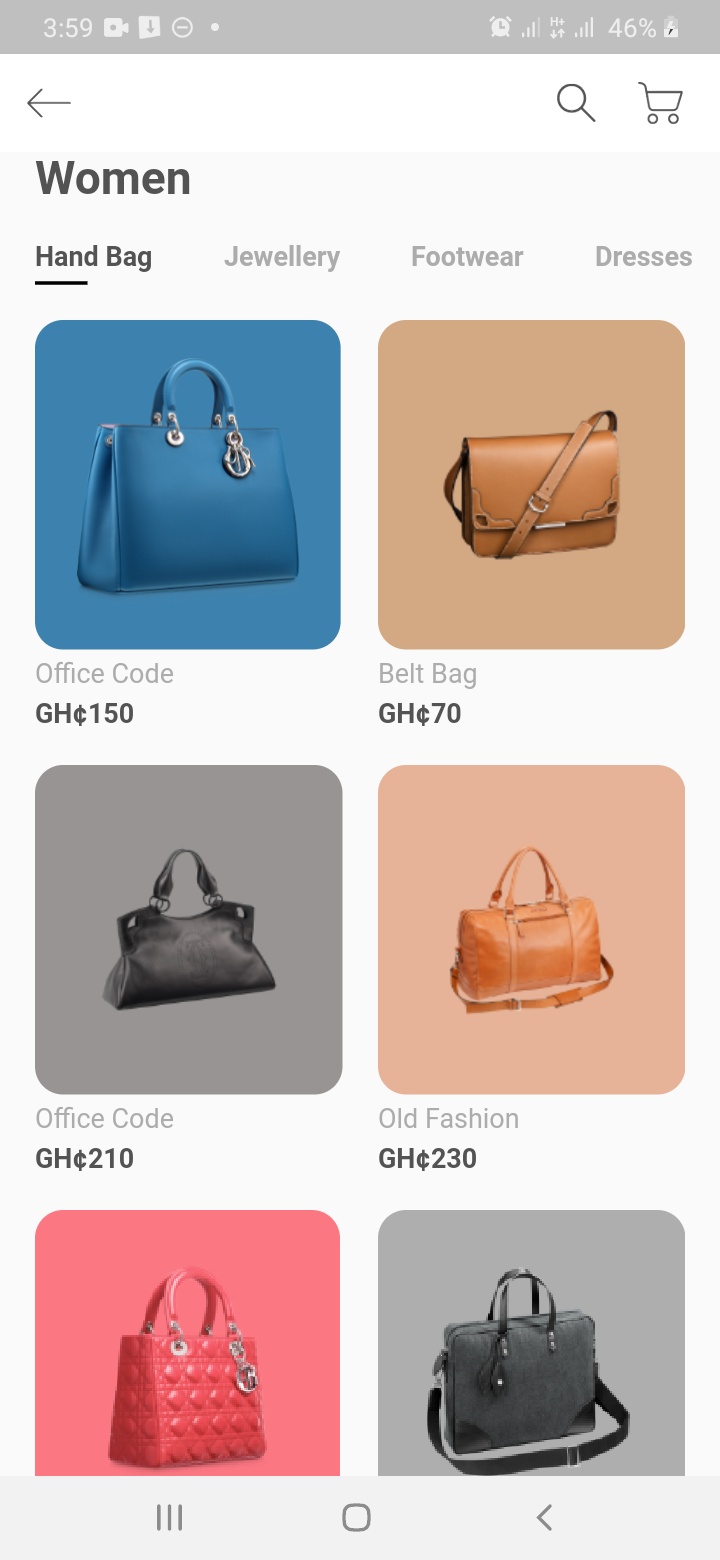 3:59 H+ 46%
Women
Hand Bag Jewellery Footwear Dresses
Office Code Belt Bag
GH¢150 GH¢70
Office Code Old Fashion
GH¢210 GH¢230